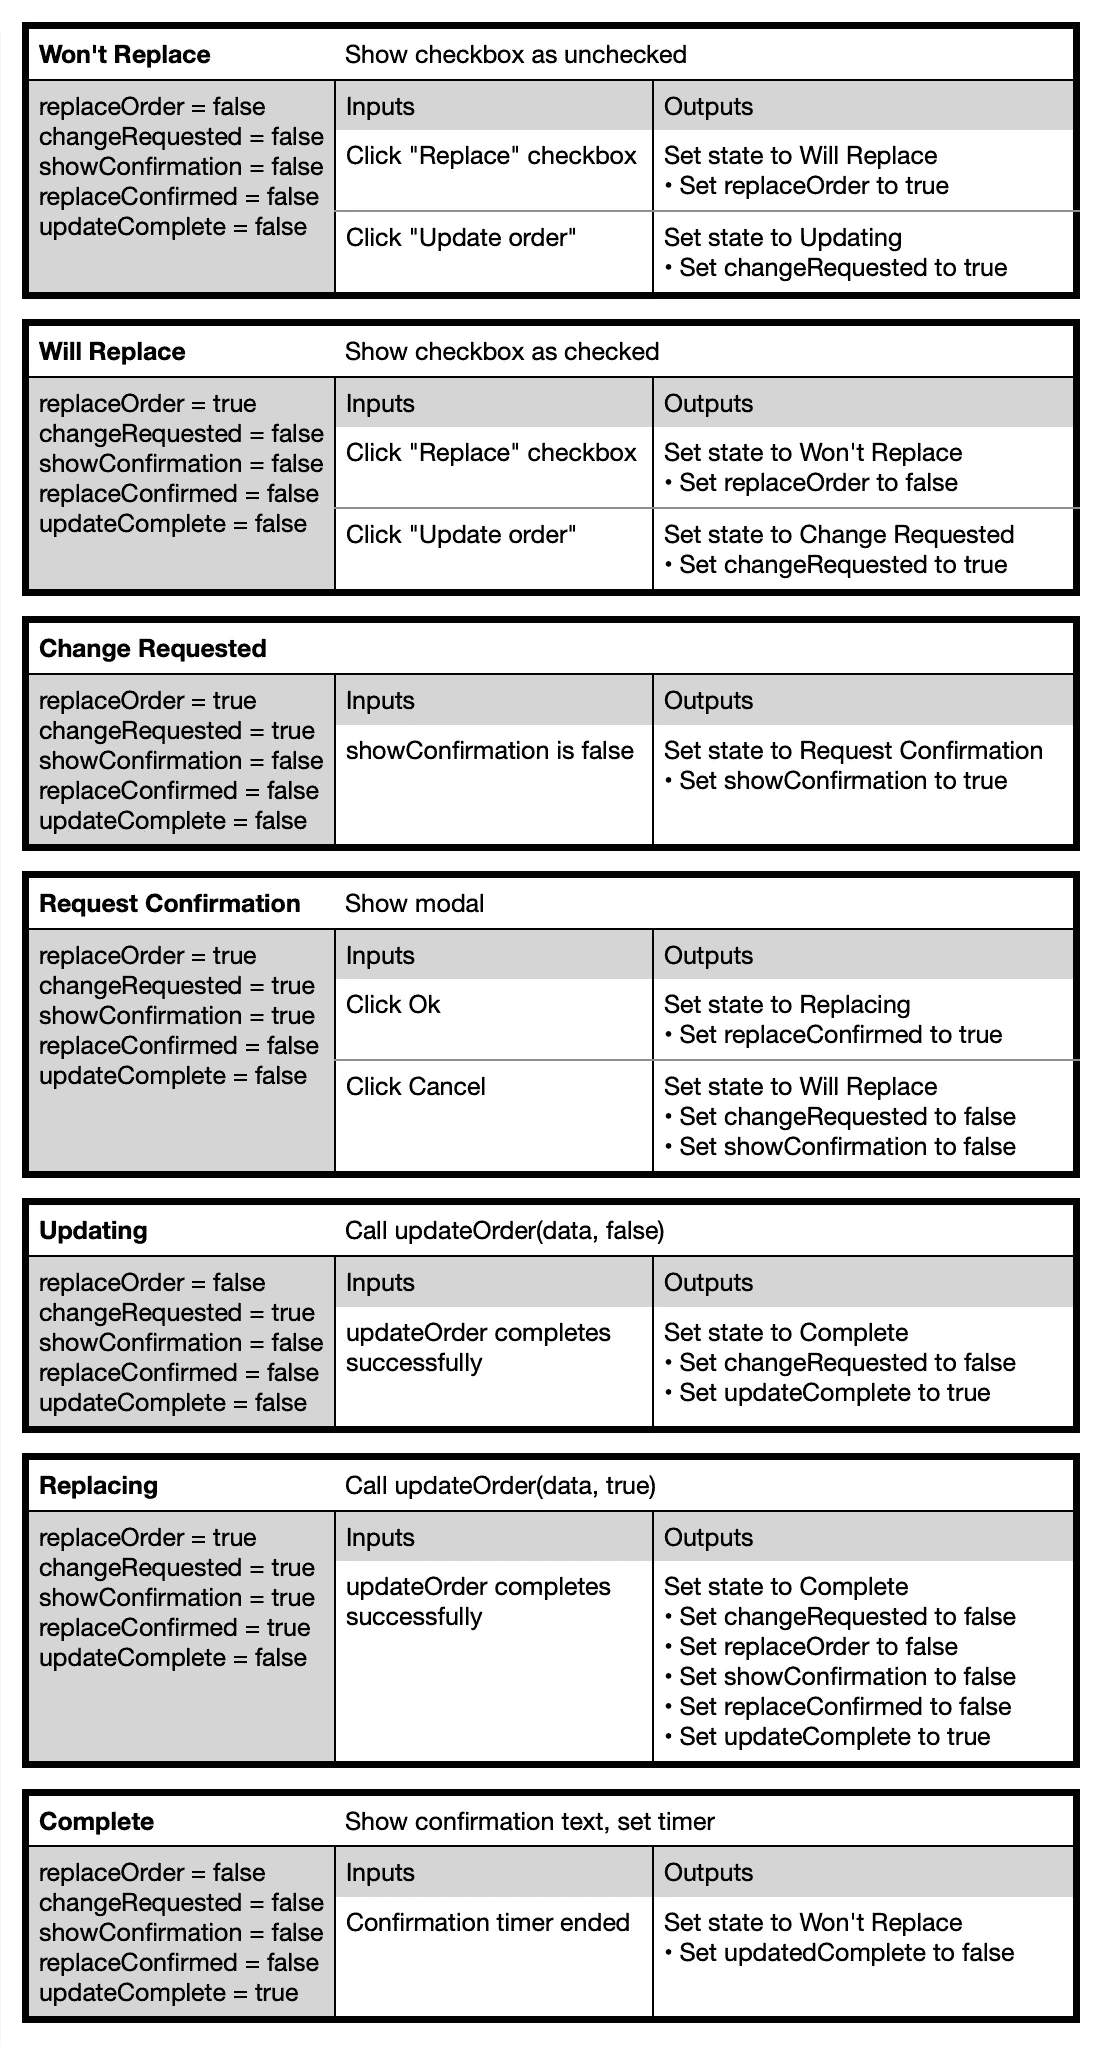 Won't Replace
Show checkbox as unchecked
replaceOrder = false
changeRequested = false
showConfirmation = false
replaceConfirmed = false
updateComplete = false
Inputs
Outputs
Click "Replace" checkbox
Set state to Will Replace
• Set replaceOrder to true
Click "Update order"
Set state to Updating
• Set changeRequested to true
Will Replace
Show checkbox as checked
replaceOrder = true
changeRequested = false
showConfirmation = false
replaceConfirmed = false
updateComplete = false
Inputs
Outputs
Click "Replace" checkbox
Set state to Won't Replace
• Set replaceOrder to false
Click "Update order"
Set state to Change Requested
• Set changeRequested to true
Change Requested
replaceOrder = true
changeRequested = true
showConfirmation = false
replaceConfirmed = false
updateComplete = false
Inputs
Outputs
showConfirmation is false
Set state to Request Confirmation
• Set showConfirmation to true
Request Confirmation
Show modal
replaceOrder = true
changeRequested = true
showConfirmation = true
replaceConfirmed = false
updateComplete = false
Inputs
Outputs
Click Ok
Set state to Replacing
• Set replaceConfirmed to true
Click Cancel
Set state to Will Replace
• Set changeRequested to false
• Set showConfirmation to false
Updating
Call updateOrder(data, false)
replaceOrder = false
changeRequested = true
showConfirmation = false
replaceConfirmed = false
updateComplete = false
Inputs
Outputs
updateOrder completes
successfully
Set state to Complete
• Set changeRequested to false
• Set updateComplete to true
Replacing
Call updateOrder(data, true)
replaceOrder = true
changeRequested = true
showConfirmation = true
replaceConfirmed = true
updateComplete = false
Inputs
Outputs
updateOrder completes
successfully
Set state to Complete
• Set changeRequested to false
• Set replaceOrder to false
• Set showConfirmation to false
• Set replaceConfirmed to false
• Set updateComplete to true
Complete
Show confirmation text, set timer
replaceOrder = false
changeRequested = false
showConfirmation = false
replaceConfirmed = false
updateComplete = true
Inputs
Outputs
Confirmation timer ended
Set state to Won't Replace
• Set updatedComplete to false